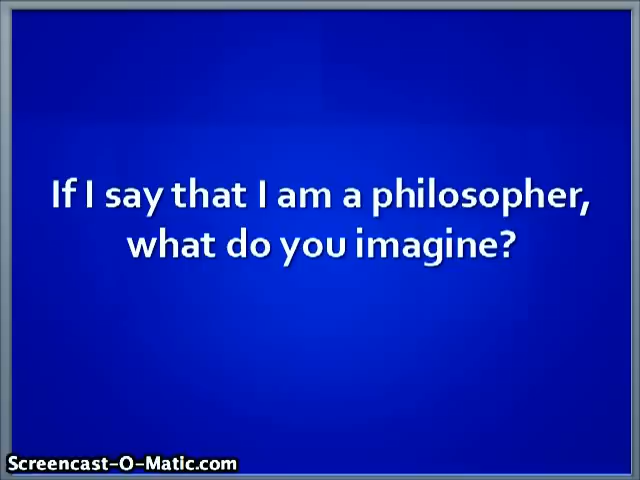 If I say that I am a philosopher,
what do you imagine?
Screencast-O-Matic.com